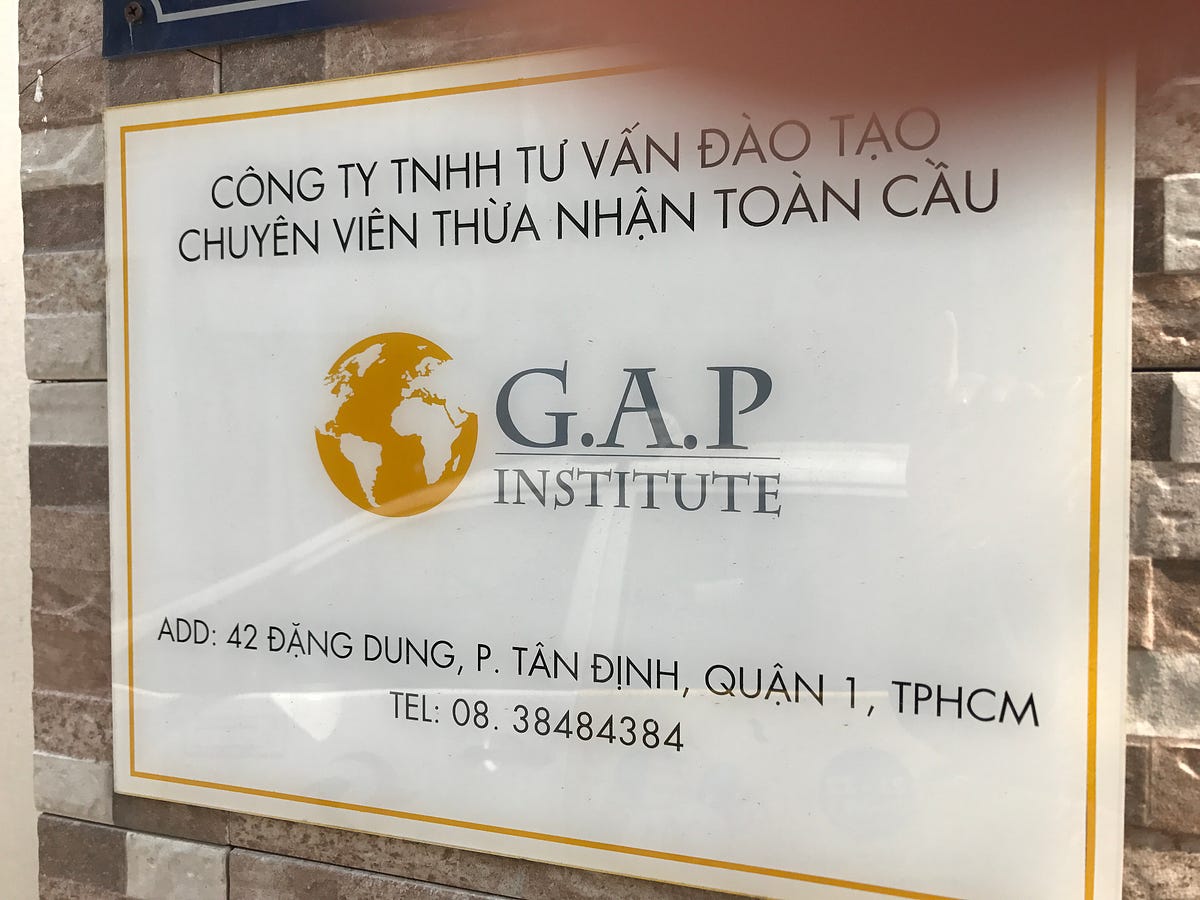 CÔNG TY TNHH TƯ VẤN ĐÀO TẠO
CHUYÊN VIÊN THỪA NHẬN TOÀN CẦU
G.A.P
INSTITUTE
ADD: 42 ĐẶNG DUNG, P. TÂN ĐỊNH, QUẬN 1, TPHCM
TEL: 08. 38484384